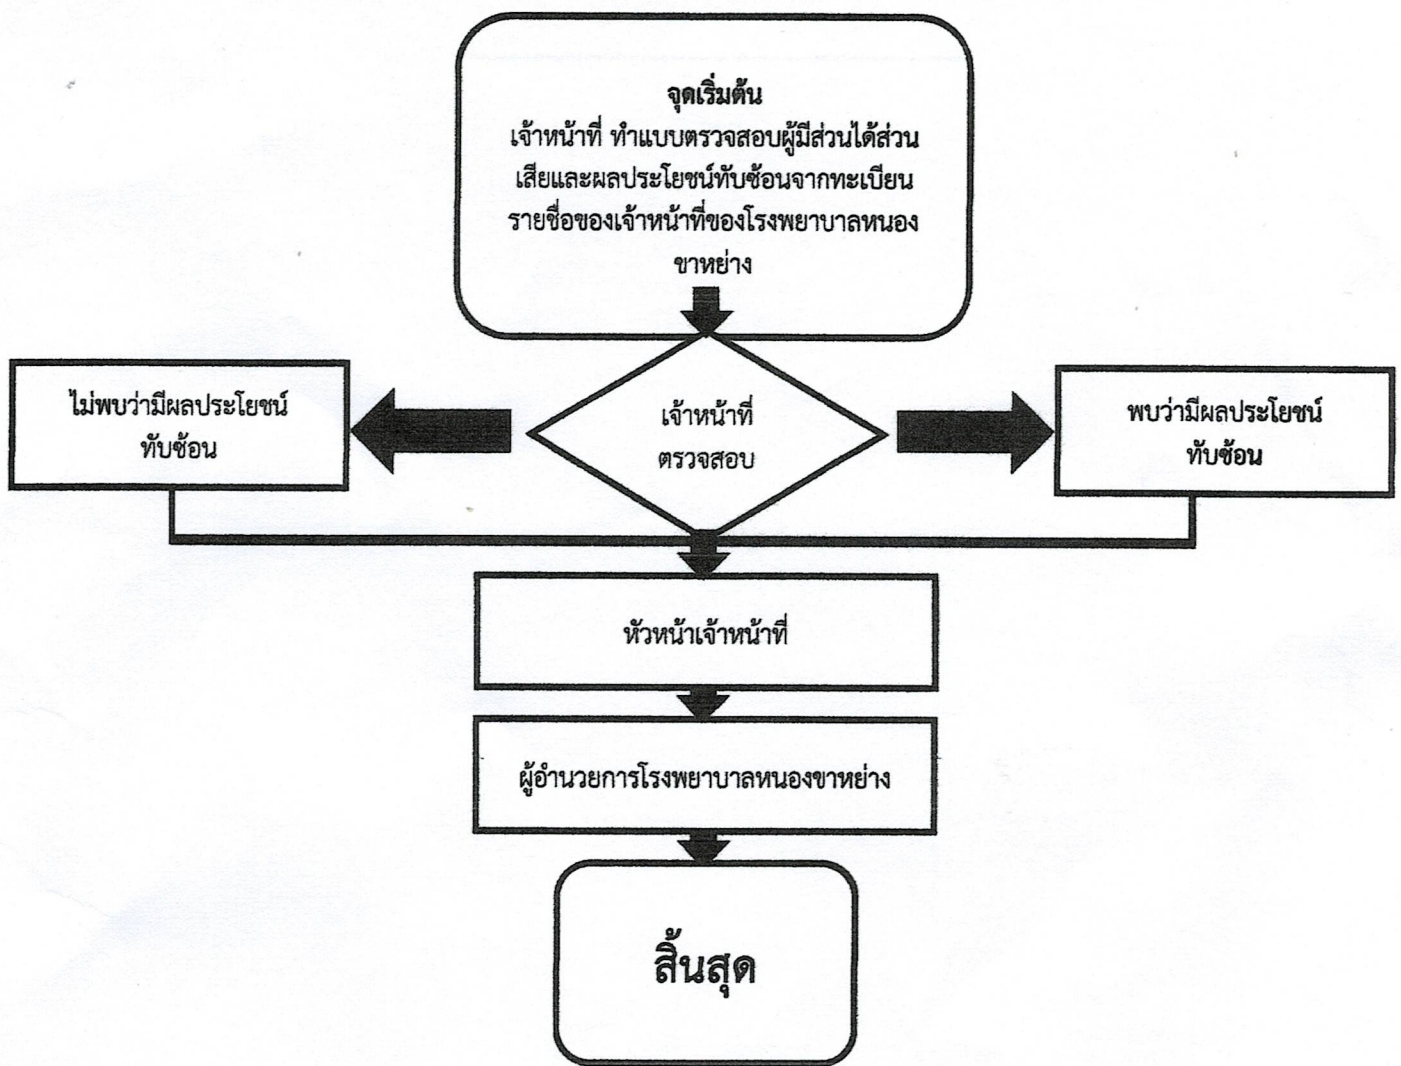 จุดเริ่มต้น
เจ้าหน้าที่ ทำแบบตรวจสอบผู้มีส่วนได้ส่วน
เสียและผลประโยชน์ทับซ้อนจากทะเบียน
รายชื่อของเจ้าหน้าที่ของโรงพยาบาลหนอง
ขาหย่าง
ไม่พบว่ามีผลประโยชน์
ทับซ้อน
เจ้าหน้าที่
ตรวจสอบ
พบว่ามีผลประโยชน์
ทับซ้อน
หัวหน้าเจ้าหน้าที่
ผู้อำนวยการโรงพยาบาลหนองขาหย่าง
สิ้นสุด